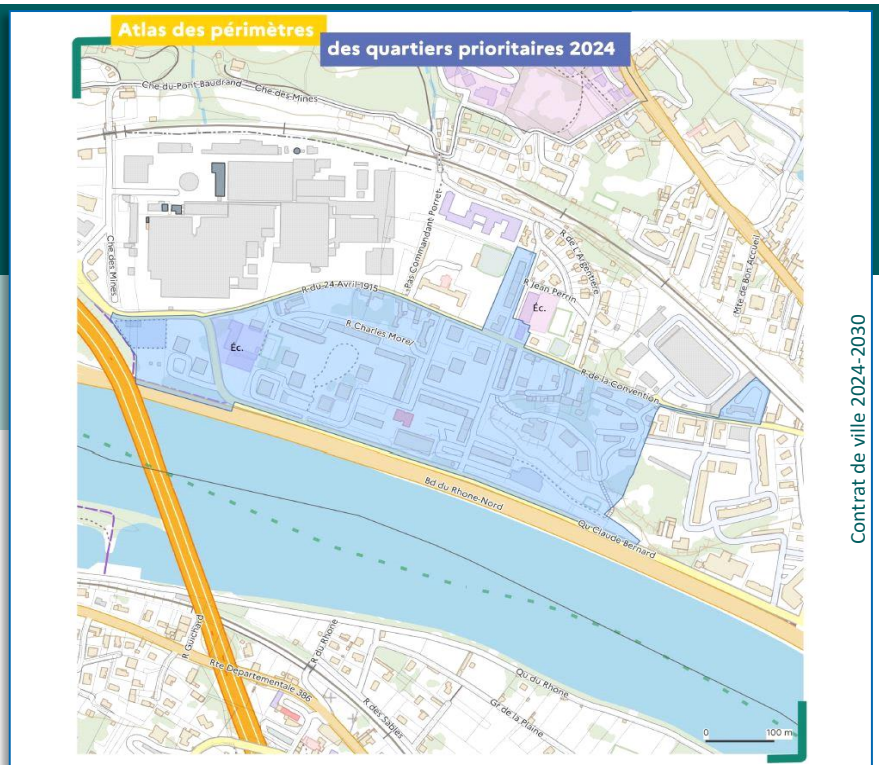 Atlas des périmètres
des quartiers prioritaires 2024
Che du Pont Baudrand
Che des Mines
Pas Commandant Porret
Che des Mines
R de L'Argentière
Mte de Bon Accueil
R du 24 Avril 1915
R Jean Perrin
Éc.
R Charles Morel
Éc.
R de la Convention
Contrat de ville 2024-2030
Bd du Rhone-Nord
Qu Claude Bernard
R Guichard
R du Rhone
Rte Departementale 386
Qu du Rhone
R des Sables
Gr de la Plaine
0 100 m